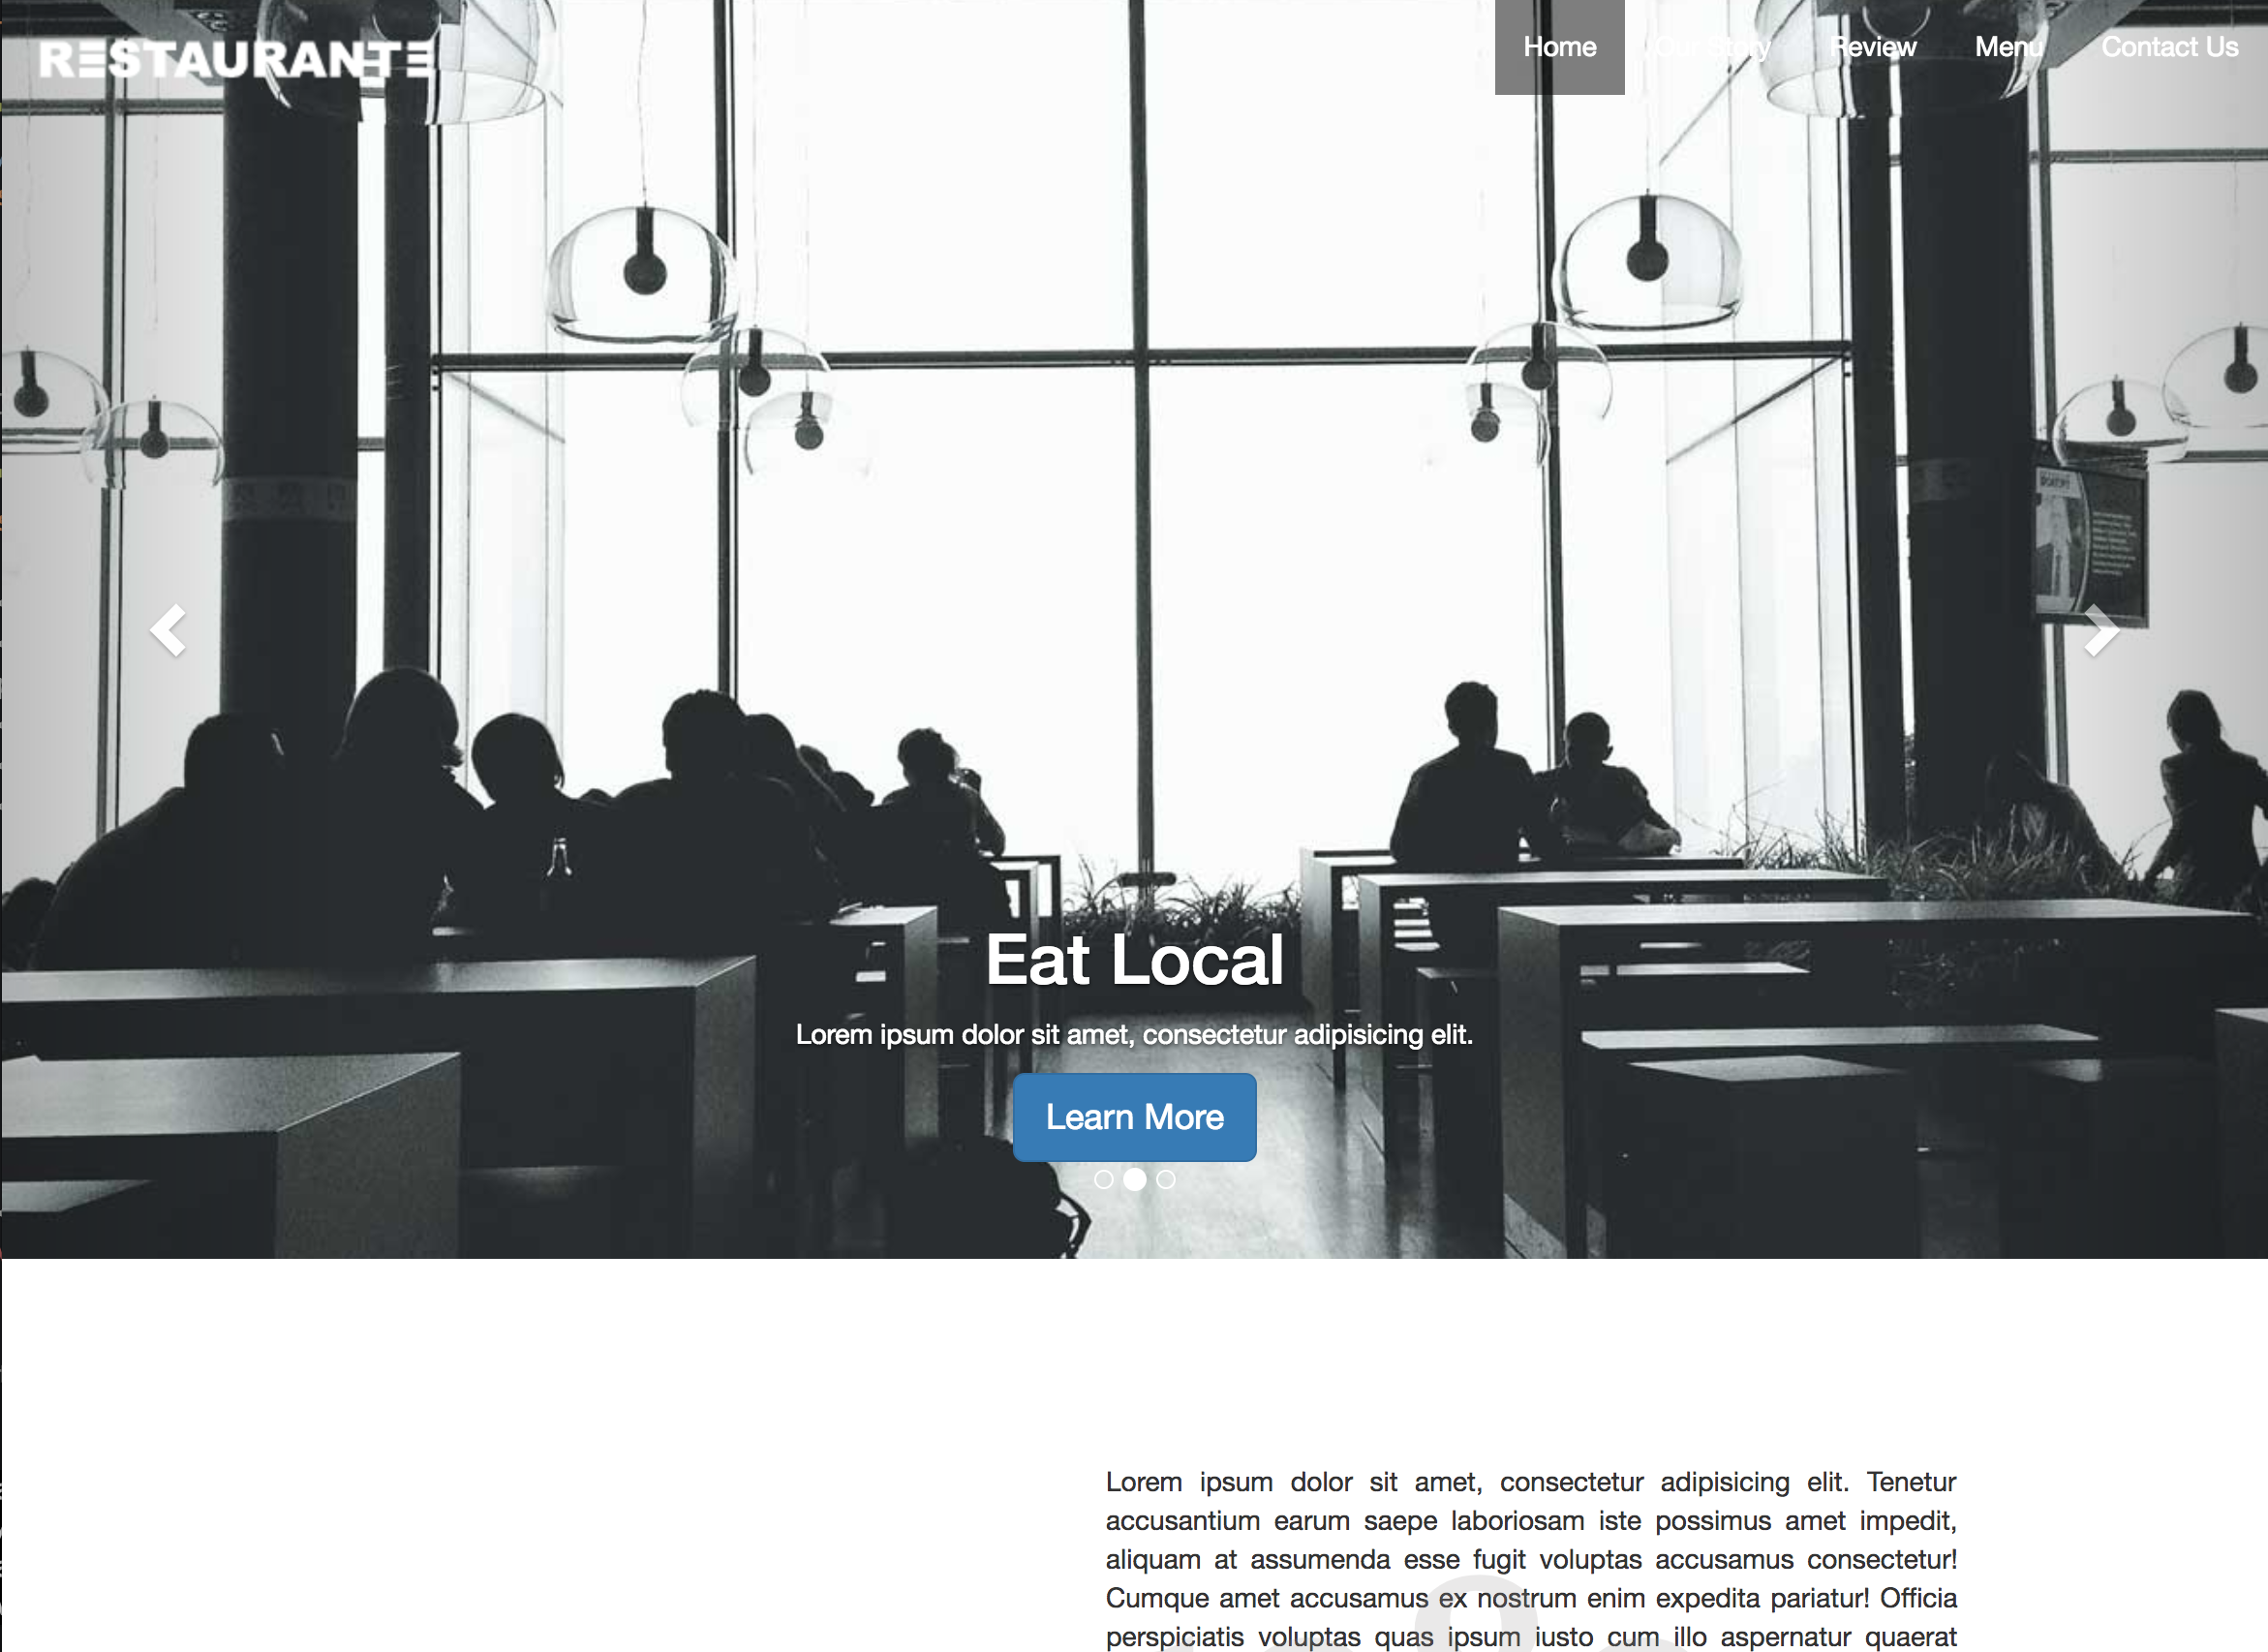 RESTAURANTE
Home Our Story Review Menu Contact Us
Eat Local
Lorem ipsum dolor sit amet, consectetur adipisicing elit.
Learn More
Lorem ipsum dolor sit amet, consectetur adipisicing elit. Tenetur
accusantium earum saepe laboriosam iste possimus amet impedit,
aliquam at assumenda esse fugit voluptas accusamus consectetur!
Cumque amet accusamus ex nostrum enim expedita pariatur! Officia
perspiciatis voluptas quas ipsum iusto cum illo aspernatur quaerat